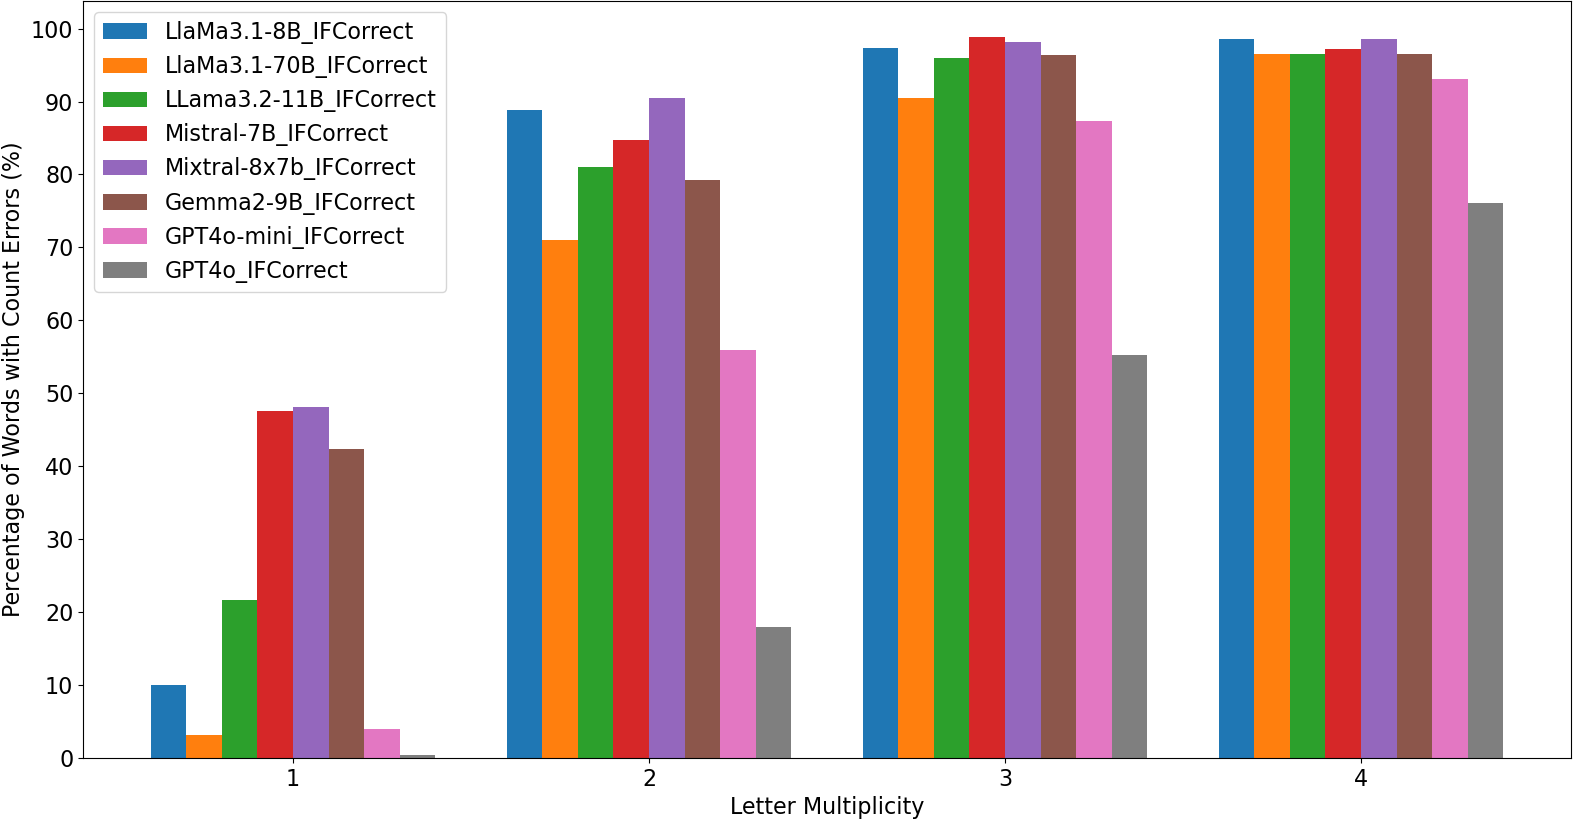 100
90
80
70
60
50
40
30
20
10
0
Percentage of Words with Count Errors (%)
LlaMa3.1-8B_IFCorrect
LlaMa3.1-70B_IFCorrect
LLama3.2-11B_IFCorrect
Mistral-7B_IFCorrect
Mixtral-8x7b_IFCorrect
Gemma2-9B_IFCorrect
GPT4o-mini_IFCorrect
GPT4o_IFCorrect
1 2 3 4
Letter Multiplicity